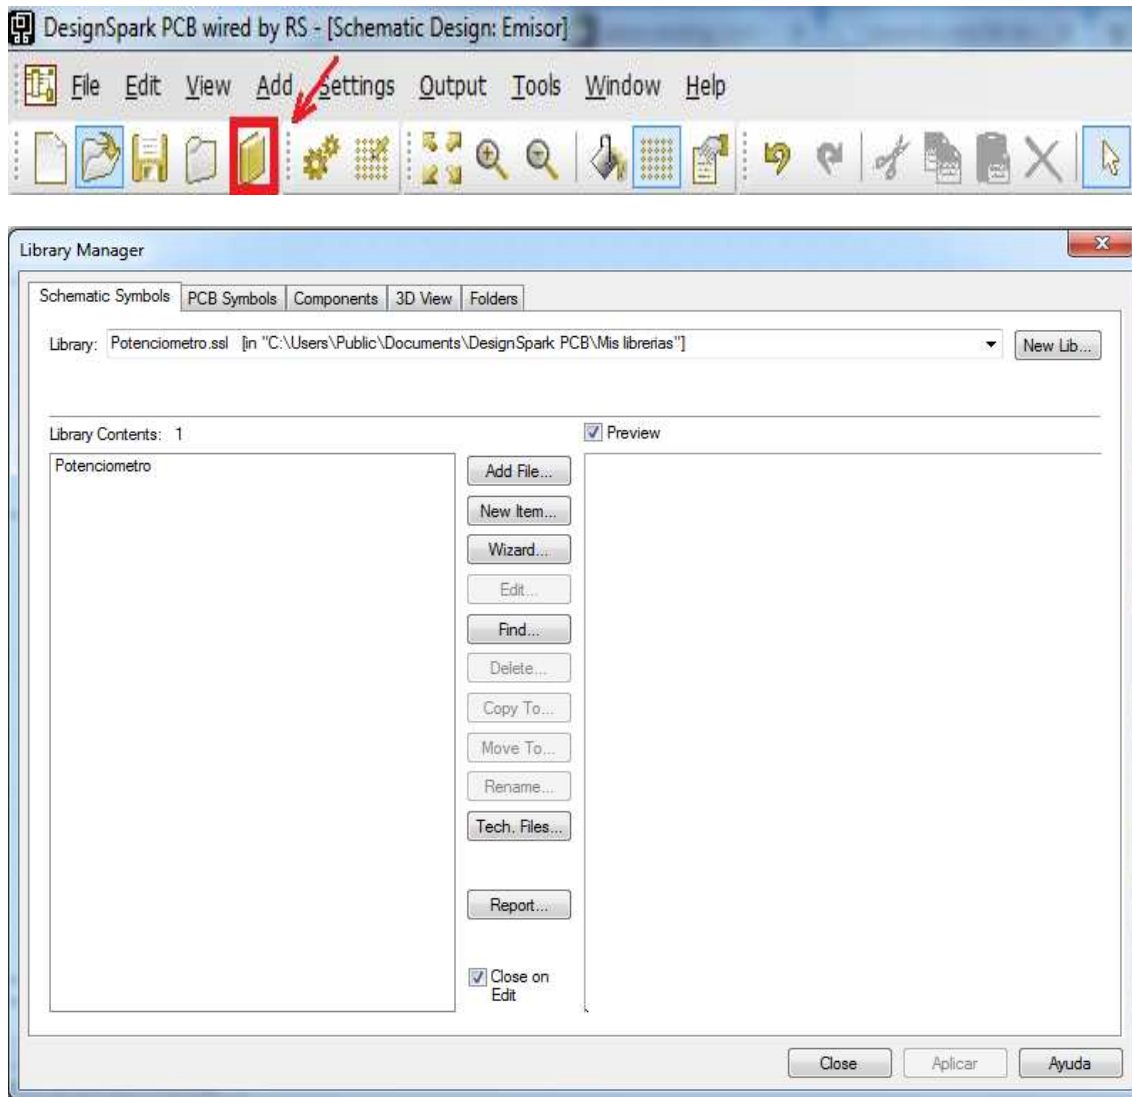 DesignSpark PCB wired by RS - [Schematic Design: Emisor]
File Edit View Add Settings Output Tools Window Help
Library Manager
Schematic Symbols PCB Symbols Components 3D View Folders
Library: Potenciometro.ssl [in "C:\Users\Public\Documents\DesignSpark PCB\Mis librerias"] New Lib...
Library Contents: 1 Preview
Potenciometro
Add File...
New Item...
Wizard...
Edit...
Find...
Delete...
Copy To...
Move To...
Rename...
Tech. Files...
Report...
Close on
Edit
Close Aplicar Ayuda